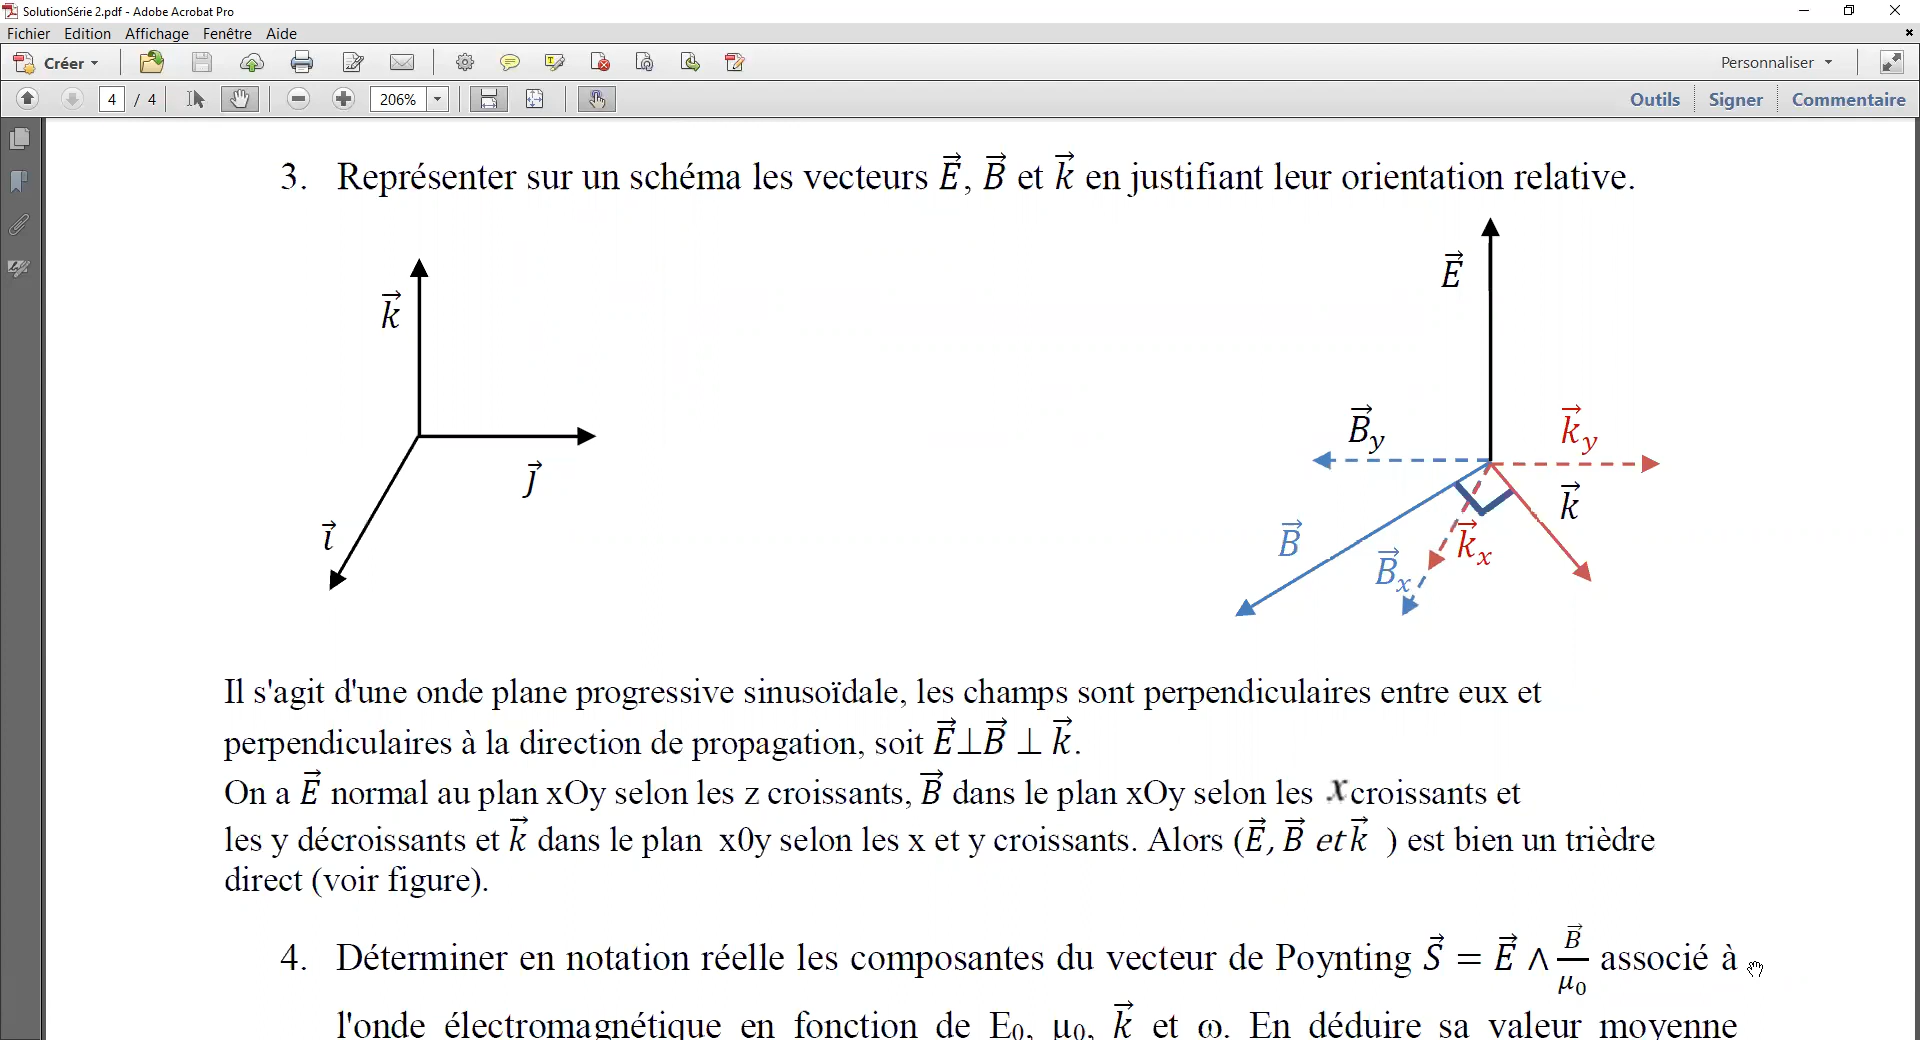 SolutionSérie 2.pdf - Adobe Acrobat Pro
Fichier Edition Affichage Fenêtre Aide
Créer
Personnaliser
4 / 4
206%
Outils Signer Commentaire
3. Représenter sur un schéma les vecteurs E⃗, B⃗ et k⃗ en justifiant leur orientation relative.
E⃗
k⃗
B⃗y
k⃗y
j⃗
k⃗
i⃗
B⃗
k⃗x
B⃗x
Il s'agit d'une onde plane progressive sinusoïdale, les champs sont perpendiculaires entre eux et
perpendiculaires à la direction de propagation, soit E⃗⊥B⃗ ⊥ k⃗.
On a E⃗ normal au plan xOy selon les z croissants, B⃗ dans le plan xOy selon les x croissants et
les y décroissants et k⃗ dans le plan x0y selon les x et y croissants. Alors (E⃗, B⃗ et k⃗ ) est bien un trièdre
direct (voir figure).
4. Déterminer en notation réelle les composantes du vecteur de Poynting S⃗ = E⃗ ∧ B⃗/μ₀ associé à
l'onde électromagnétique en fonction de E₀, μ₀, k⃗ et ω. En déduire sa valeur moyenne